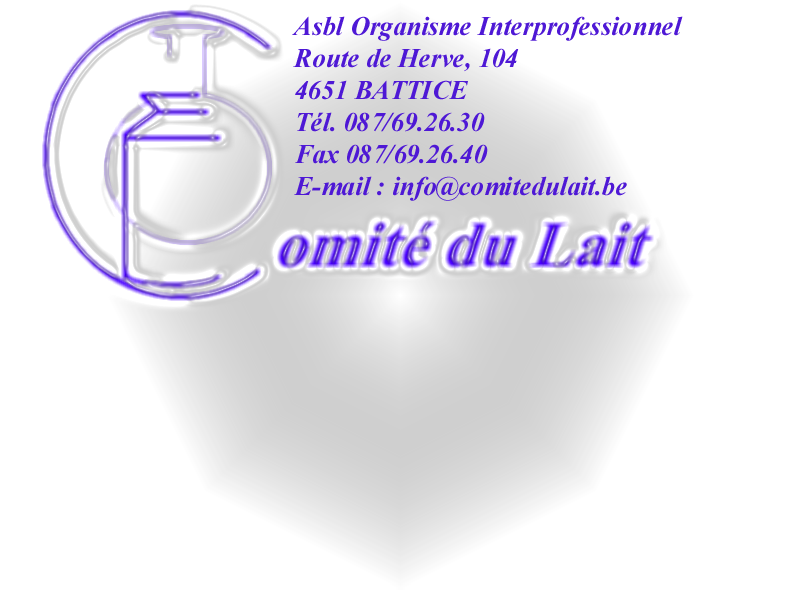 Asbl Organisme Interprofessionnel
Route de Herve, 104
4651 BATTICE
Tél. 087/69.26.30
Fax 087/69.26.40
E-mail : info@comitedulait.be
Comité du Lait